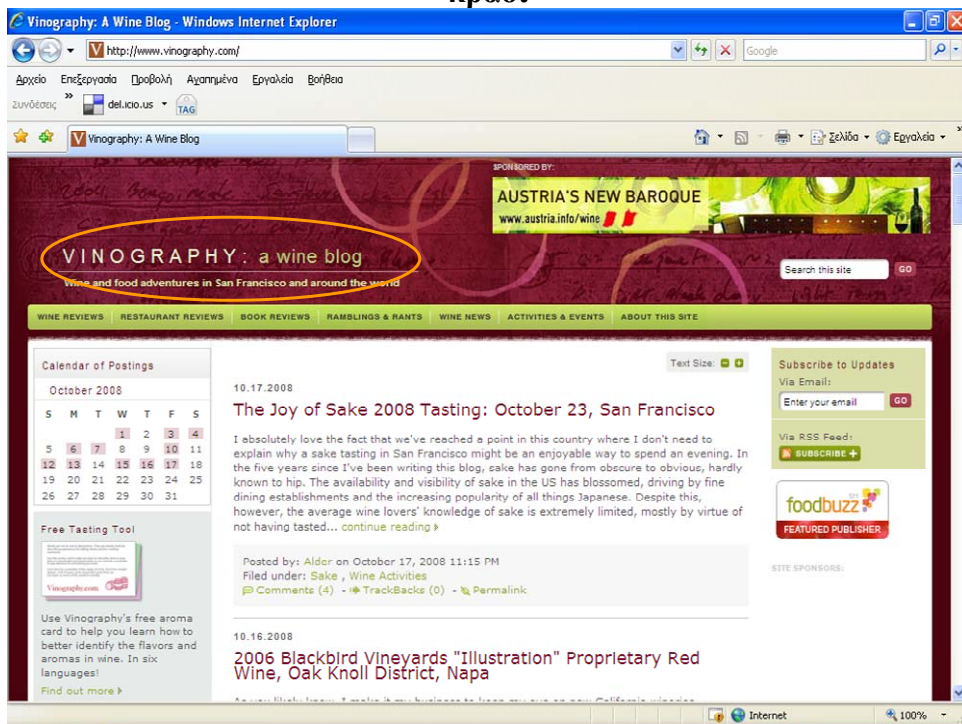 κρασί
Vinography: A Wine Blog - Windows Internet Explorer
http://www.vinography.com/
Google
Αρχείο Επεξεργασία Προβολή Αγαπημένα Εργαλεία Βοήθεια
Συνδέσεις » del.icio.us TAG
Vinography: A Wine Blog
Σελίδα Εργαλεία »
SPONSORED BY:
AUSTRIA'S NEW BAROQUE
www.austria.info/wine
VINOGRAPHY: a wine blog
Wine and food adventures in San Francisco and around the world
Search this site GO
WINE REVIEWS RESTAURANT REVIEWS BOOK REVIEWS RAMBLINGS & RANTS WINE NEWS ACTIVITIES & EVENTS ABOUT THIS SITE
Calendar of Postings
October 2008
S M T W T F S
1 2 3 4
5 6 7 8 9 10 11
12 13 14 15 16 17 18
19 20 21 22 23 24 25
26 27 28 29 30 31
Free Tasting Tool
Vinography.com
Use Vinography's free aroma
card to help you learn how to
better identify the flavors and
aromas in wine. In six
languages!
Find out more
Text Size:
10.17.2008
The Joy of Sake 2008 Tasting: October 23, San Francisco
I absolutely love the fact that we've reached a point in this country where I don't need to
explain why a sake tasting in San Francisco might be an enjoyable way to spend an evening. In
the five years since I've been writing this blog, sake has gone from obscure to obvious, hardly
known to hip. The availability and visibility of sake in the US has blossomed, driving by fine
dining establishments and the increasing popularity of all things Japanese. Despite this,
however, the average wine lovers' knowledge of sake is extremely limited, mostly by virtue of
not having tasted... continue reading
Posted by: Alder on October 17, 2008 11:15 PM
Filed under: Sake , Wine Activities
Comments (4) - TrackBacks (0) - Permalink
10.16.2008
2006 Blackbird Vineyards "Illustration" Proprietary Red
Wine, Oak Knoll District, Napa
Subscribe to Updates
Via Email:
Enter your email GO
Via RSS Feed:
SUBSCRIBE +
foodbuzz
FEATURED PUBLISHER
SITE SPONSORS:
Internet 100%